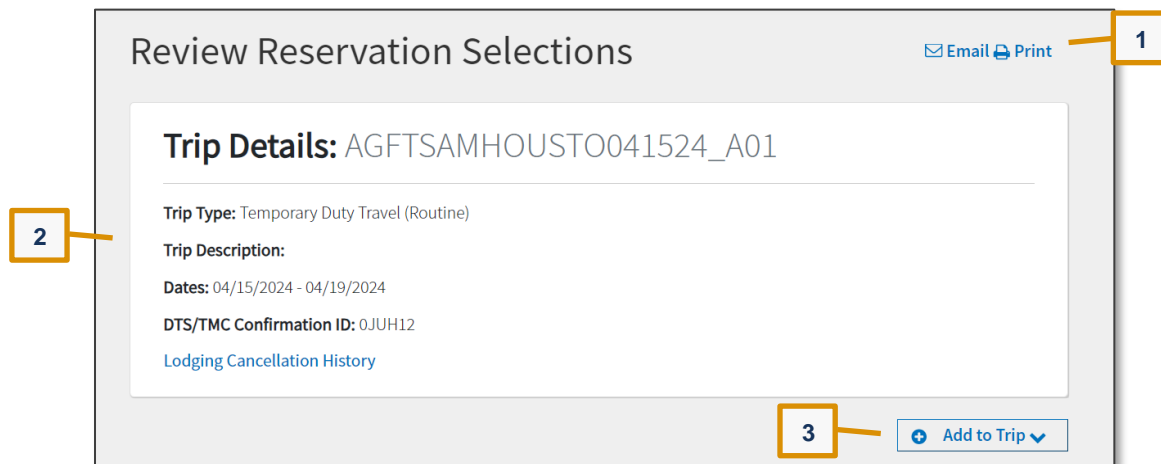 Review Reservation Selections
Email Print
1
Trip Details: AGFTSAMHOUSTO041524_A01
Trip Type: Temporary Duty Travel (Routine)
2
Trip Description:
Dates: 04/15/2024 - 04/19/2024
DTS/TMC Confirmation ID: 0JUH12
Lodging Cancellation History
3
Add to Trip